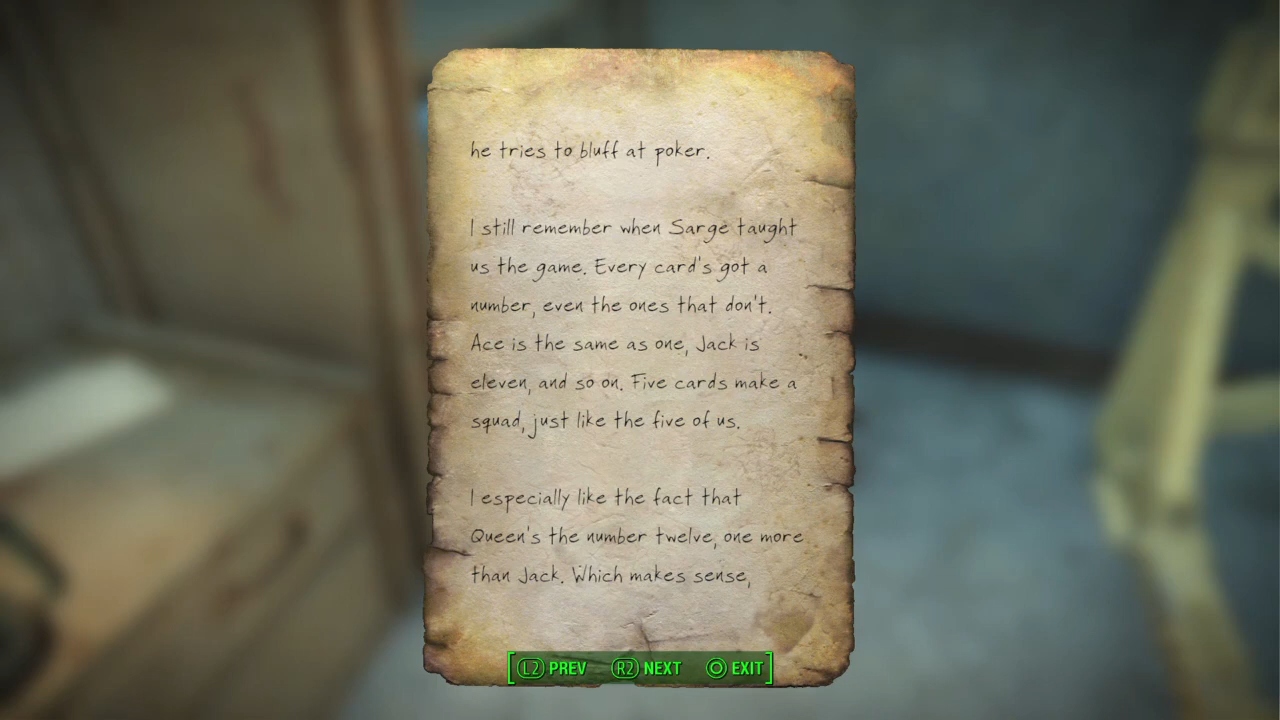 he tries to bluff at poker.
I still remember when Sarge taught
us the game. Every card's got a
number, even the ones that don't.
Ace is the same as one, Jack is
eleven, and so on. Five cards make a
squad, just like the five of us.
I especially like the fact that
Queen's the number twelve, one more
than Jack. Which makes sense,
L2 PREV R2 NEXT EXIT